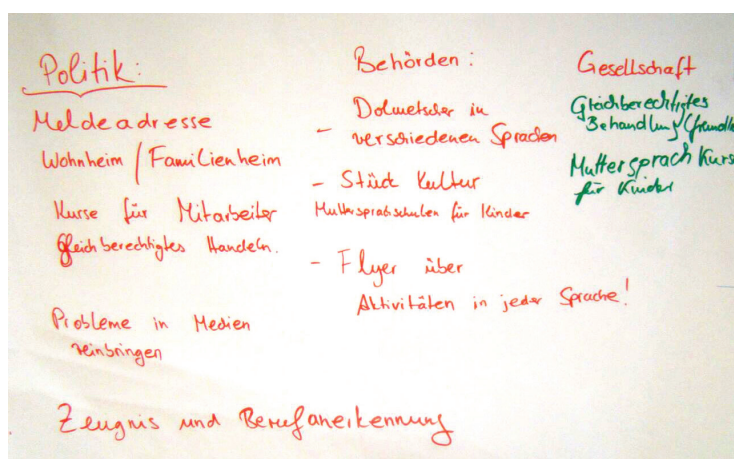 Politik:
Meldeadresse
Wohnheim / Familienheim
Kurse für Mitarbeiter
gleichberechtigtes Handeln.
Probleme in Medien
reinbringen
Zeugnis und Berufanerkennung
Behörden:
- Dolmetscher in
verschiedenen Sprachen
- Stück Kultur
Mutterspraschulen für Kinder
- Flyer über
Aktivitäten in jeder Sprache!
Gesellschaft
Gleichberechtigtes
Behandlung
Muttersprach Kurse
für Kinder